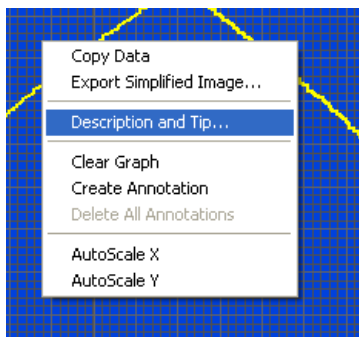 Copy Data
Export Simplified Image...
Description and Tip...
Clear Graph
Create Annotation
Delete All Annotations
AutoScale X
AutoScale Y